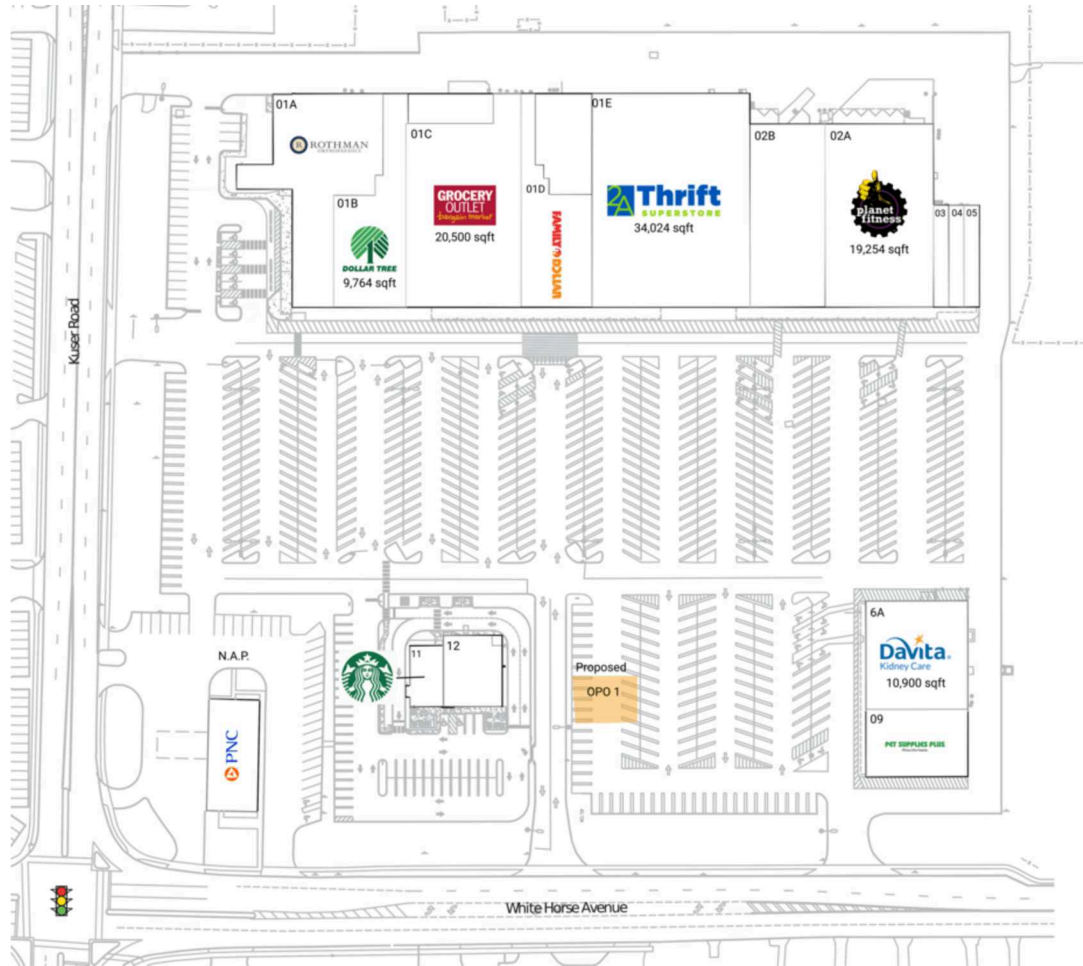 01A
01E
ROTHMAN
ORTHOPAEDICS
01C
02B
02A
01B
GROCERY
OUTLET
bargain market
20,500 sqft
01D
FAMILY DOLLAR
2A Thrift
SUPERSTORE
34,024 sqft
planet
fitness
19,254 sqft
03
04
05
DOLLAR TREE
9,764 sqft
Kuser Road
6A
DaVita
Kidney Care
10,900 sqft
N.A.P.
11
12
Proposed
OPO 1
09
PET SUPPLIES PLUS
PNC
White Horse Avenue